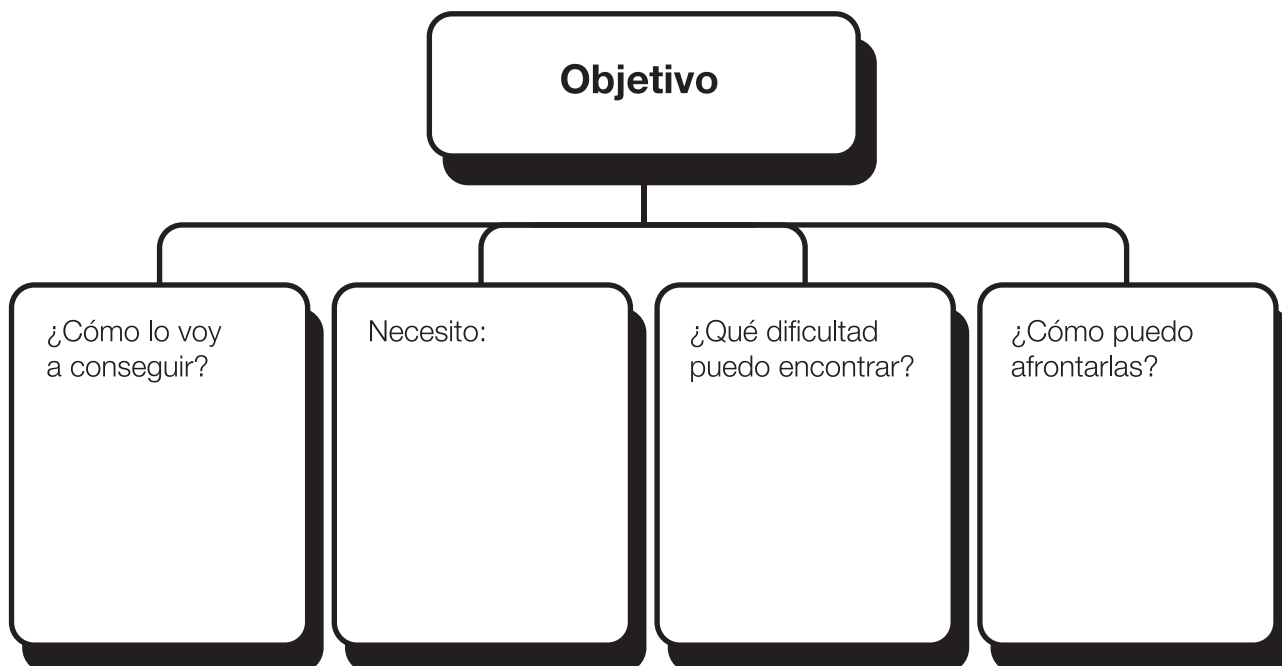 Objetivo
¿Cómo lo voy
a conseguir?
Necesito:
¿Qué dificultad
puedo encontrar?
¿Cómo puedo
afrontarlas?